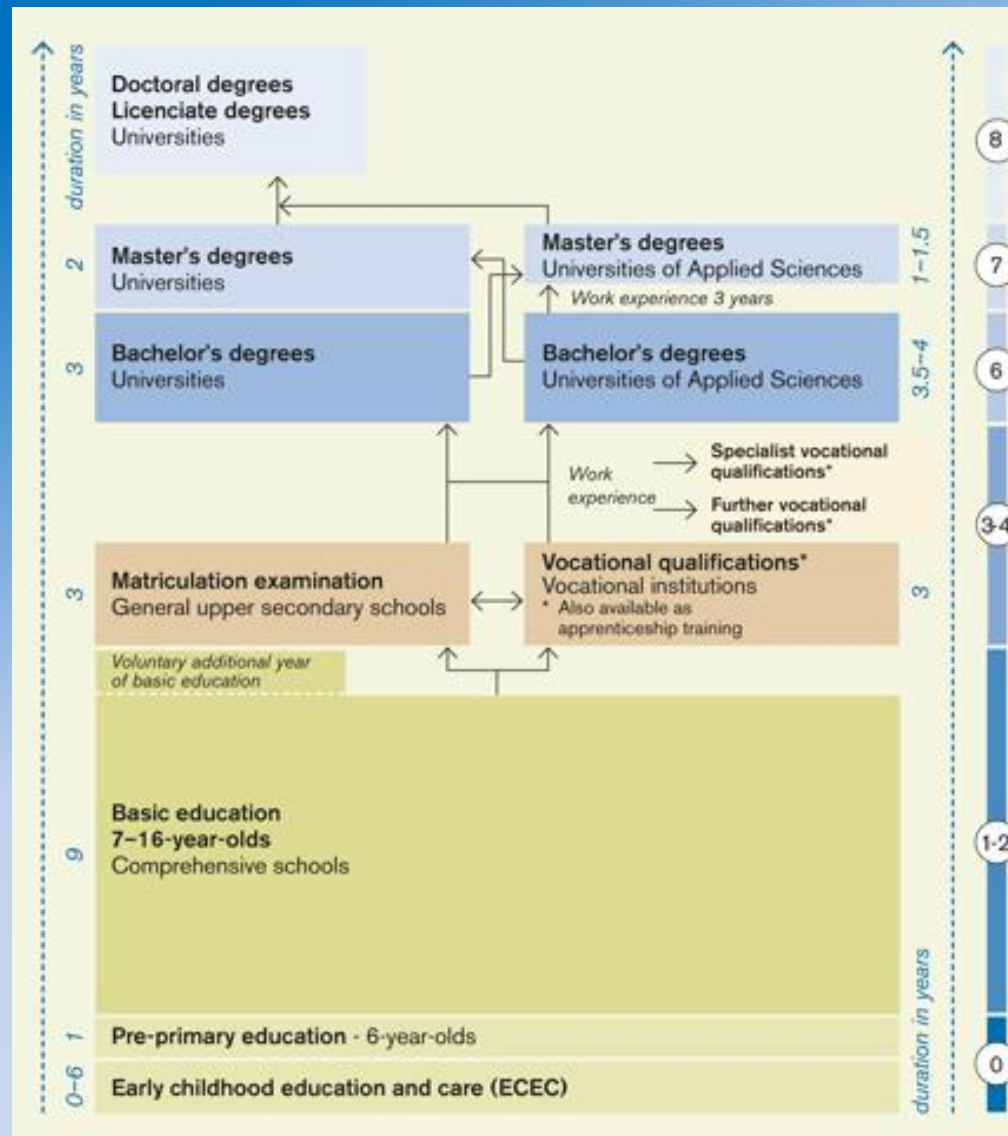 duration in years
Doctoral degrees
Licenciate degrees
Universities
8
2
Master's degrees
Universities
Master's degrees
Universities of Applied Sciences
1–1.5
7
Work experience 3 years
3
Bachelor's degrees
Universities
Bachelor's degrees
Universities of Applied Sciences
3.5–4
6
Work
experience
Specialist vocational
qualifications*
Further vocational
qualifications*
3-4
3
Matriculation examination
General upper secondary schools
Vocational qualifications*
Vocational institutions
* Also available as
apprenticeship training
3
Voluntary additional year
of basic education
9
Basic education
7–16-year-olds
Comprehensive schools
1-2
duration in years
1
Pre-primary education - 6-year-olds
0–6
Early childhood education and care (ECEC)
0